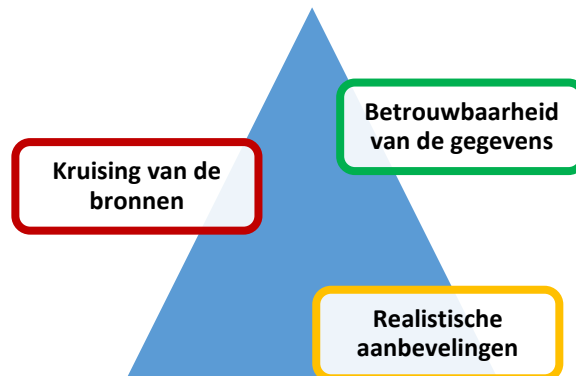 Betrouwbaarheid
van de gegevens
Kruising van de
bronnen
Realistische
aanbevelingen